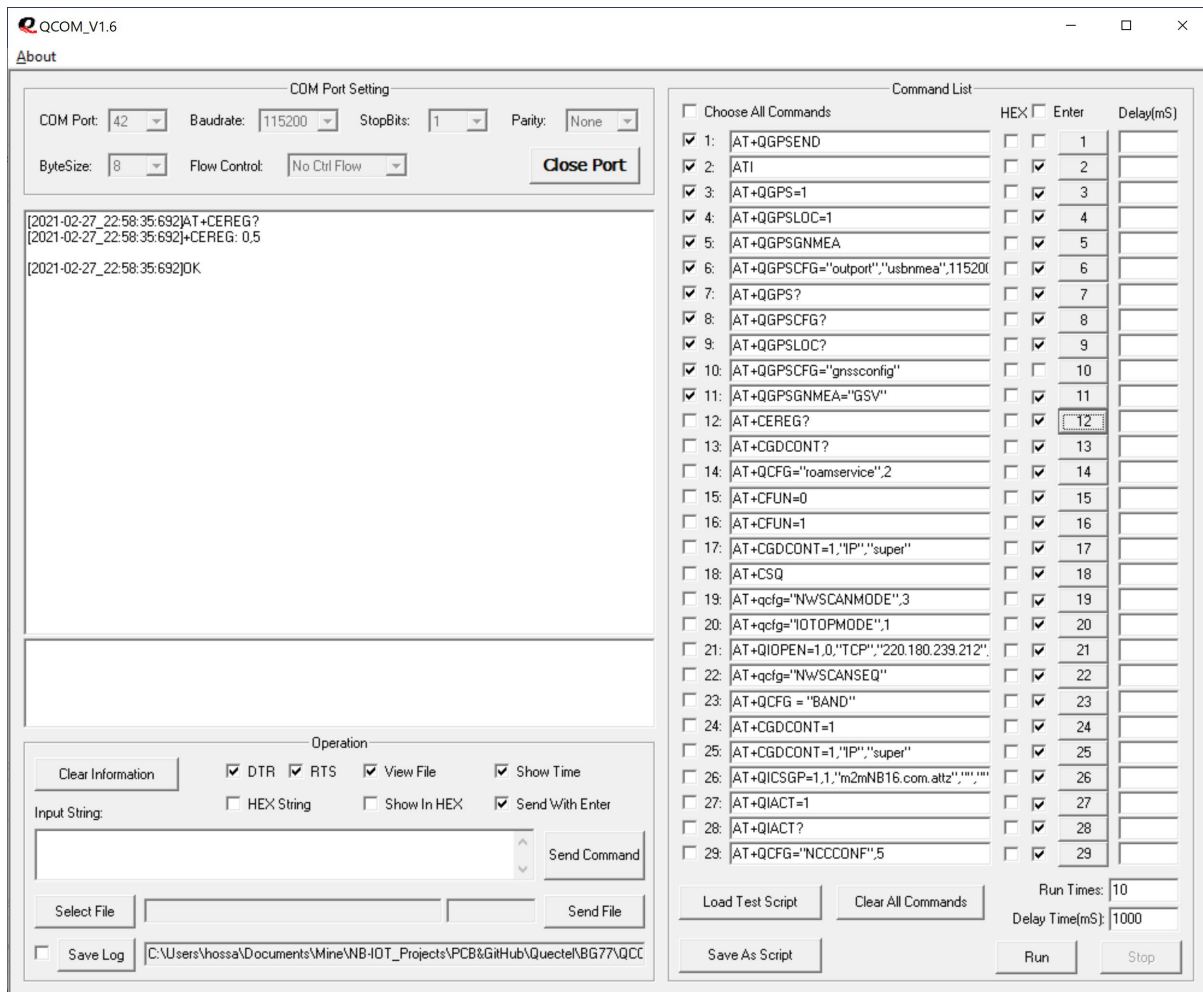 QCOM_V1.6
About
COM Port Setting
COM Port: 42 Baudrate: 115200 StopBits: 1 Parity: None
ByteSize: 8 Flow Control: No Ctrl Flow Close Port
[2021-02-27_22:58:35:692]AT+CEREG?
[2021-02-27_22:58:35:692]+CEREG: 0,5
[2021-02-27_22:58:35:692]OK
Operation
Clear Information DTR RTS View File Show Time
HEX String Show In HEX Send With Enter
Input String:
Send Command
Select File Send File
Save Log C:\Users\hossa\Documents\Mine\NB-IOT_Projects\PCB&GitHub\Quectel\BG77\QCC
Command List
Choose All Commands HEX Enter Delay(mS)
1: AT+QGPSEND 1
2: ATI 2
3: AT+QGPS=1 3
4: AT+QGPSLOC=1 4
5: AT+QGPSGNMEA 5
6: AT+QGPSCFG="outport","usbnmea",115200 6
7: AT+QGPS? 7
8: AT+QGPSCFG? 8
9: AT+QGPSLOC? 9
10: AT+QGPSCFG="gnssconfig" 10
11: AT+QGPSGNMEA="GSV" 11
12: AT+CEREG? 12
13: AT+CGDCONT? 13
14: AT+QCFG="roamservice",2 14
15: AT+CFUN=0 15
16: AT+CFUN=1 16
17: AT+CGDCONT=1,"IP","super" 17
18: AT+CSQ 18
19: AT+qcfg="NWSCANMODE",3 19
20: AT+qcfg="IOTOPMODE",1 20
21: AT+QIOPEN=1,0,"TCP","220.180.239.212", 21
22: AT+qcfg="NWSCANSEQ" 22
23: AT+QCFG = "BAND" 23
24: AT+CGDCONT=1 24
25: AT+CGDCONT=1,"IP","super" 25
26: AT+QICSGP=1,1,"m2mNB16.com.attz","","" 26
27: AT+QIACT=1 27
28: AT+QIACT? 28
29: AT+QCFG="NCCCONF",5 29
Load Test Script Clear All Commands Run Times: 10
Delay Time(mS): 1000
Save As Script Run Stop